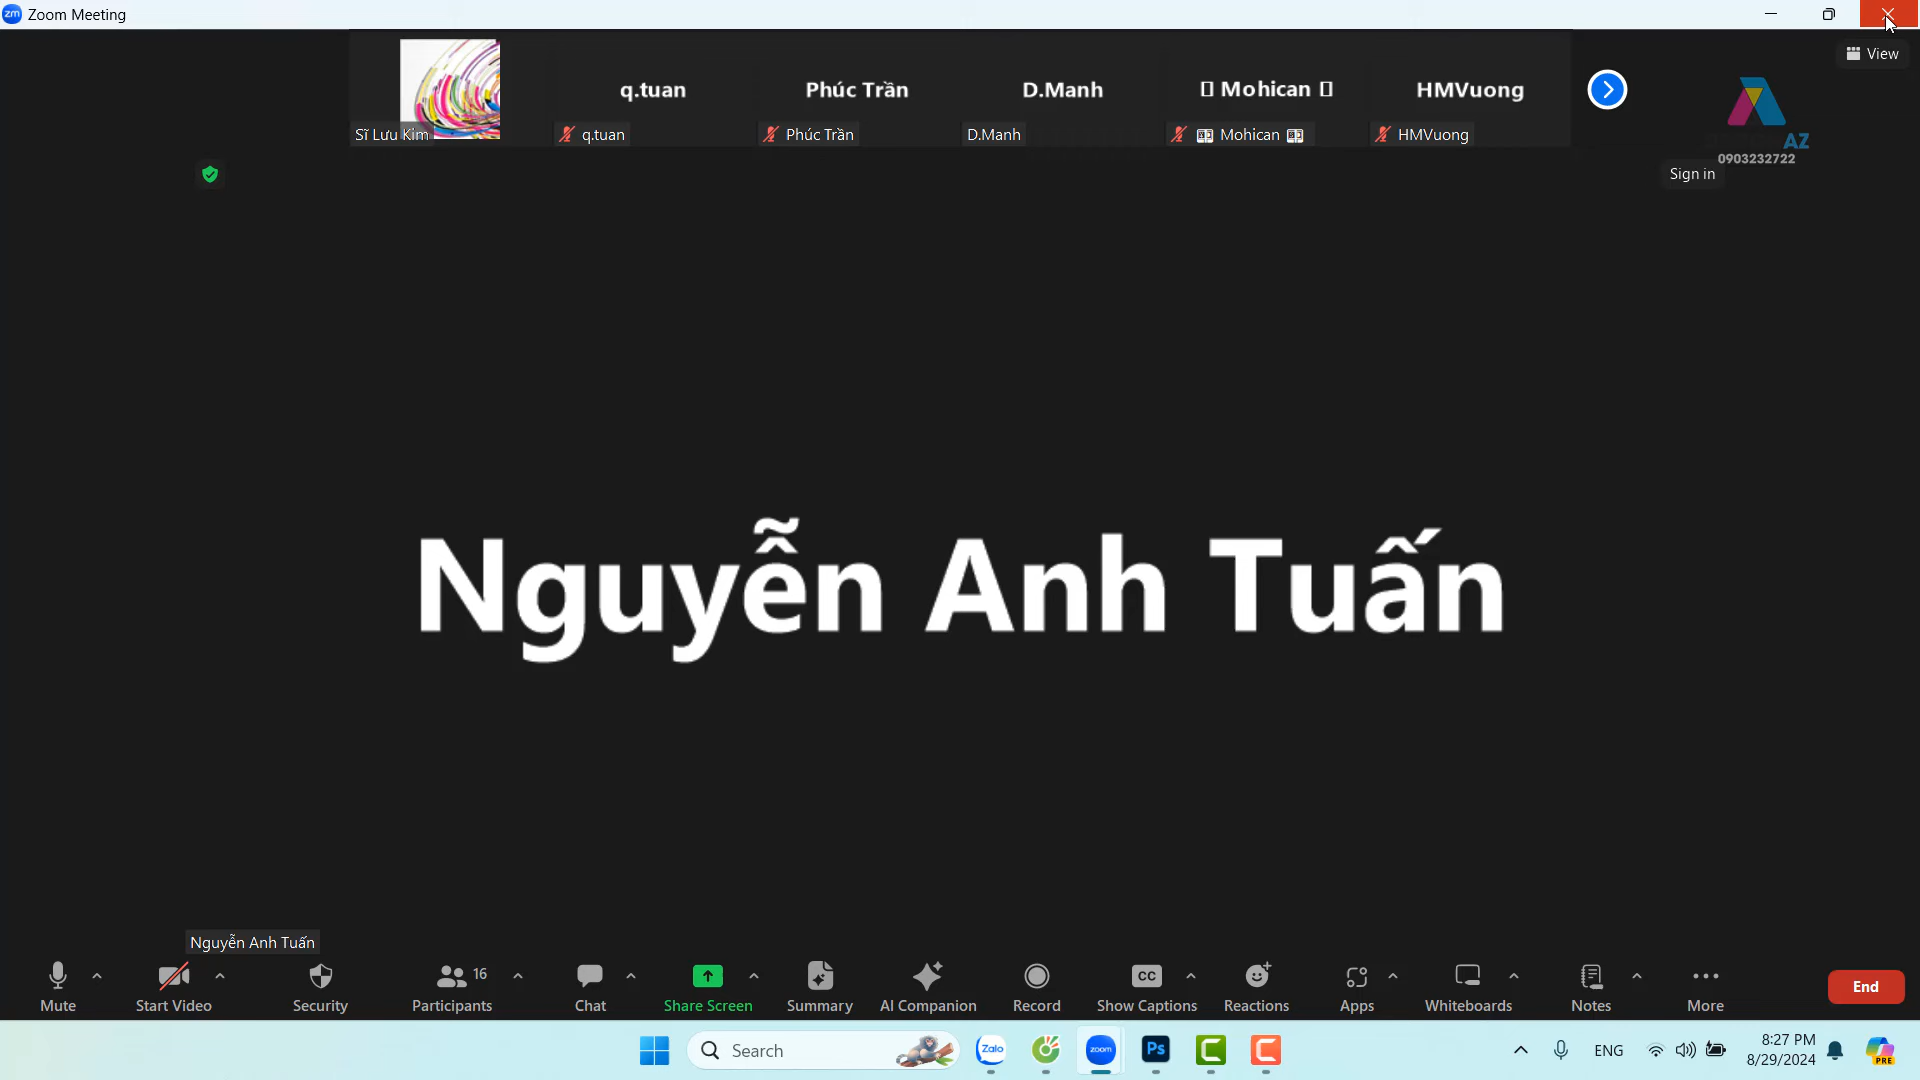 Zoom Meeting
View
q.tuan
Phúc Trần
D.Manh
Mohican
HMVuong
Sĩ Lưu Kim
q.tuan
Phúc Trần
D.Manh
Mohican
HMVuong
AZ
0903232722
Sign in
Nguyễn Anh Tuấn
Nguyễn Anh Tuấn
Mute
Start Video
Security
16
Participants
Chat
Share Screen
Summary
AI Companion
Record
CC
Show Captions
Reactions
Apps
Whiteboards
Notes
More
End
Search
Zalo
zoom
Ps
ENG
8:27 PM
8/29/2024
PRE